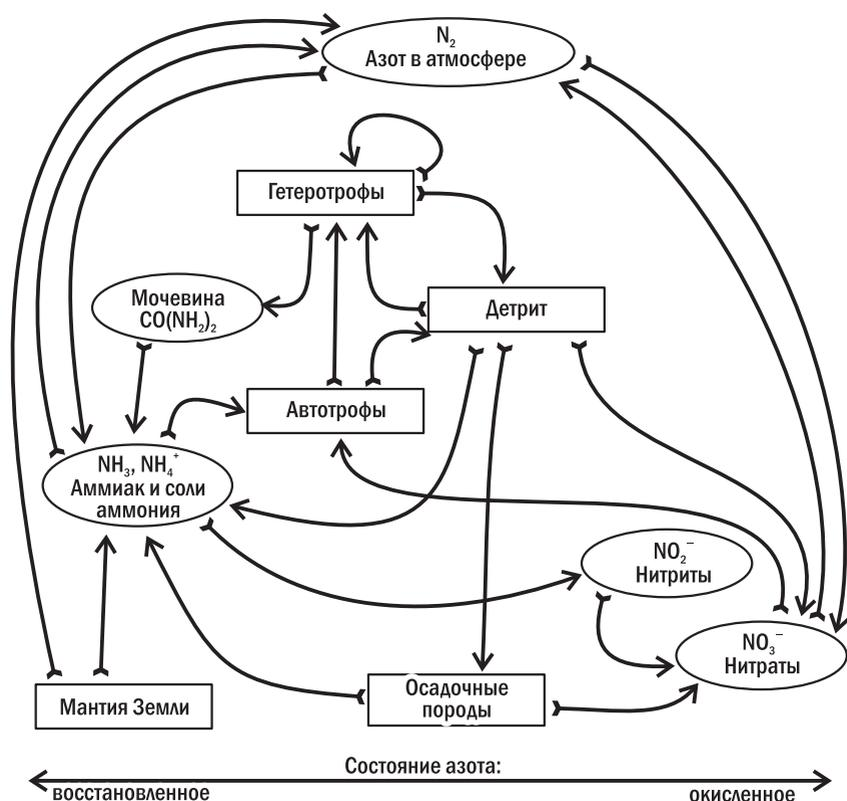 N₂
Азот в атмосфере
Гетеротрофы
Мочевина
CO(NH₂)₂
Детрит
Автотрофы
NH₃, NH₄⁺
Аммиак и соли
аммония
NO₂⁻
Нитриты
NO₃⁻
Нитраты
Мантия Земли
Осадочные
породы
Состояние азота:
восстановленное
окисленное